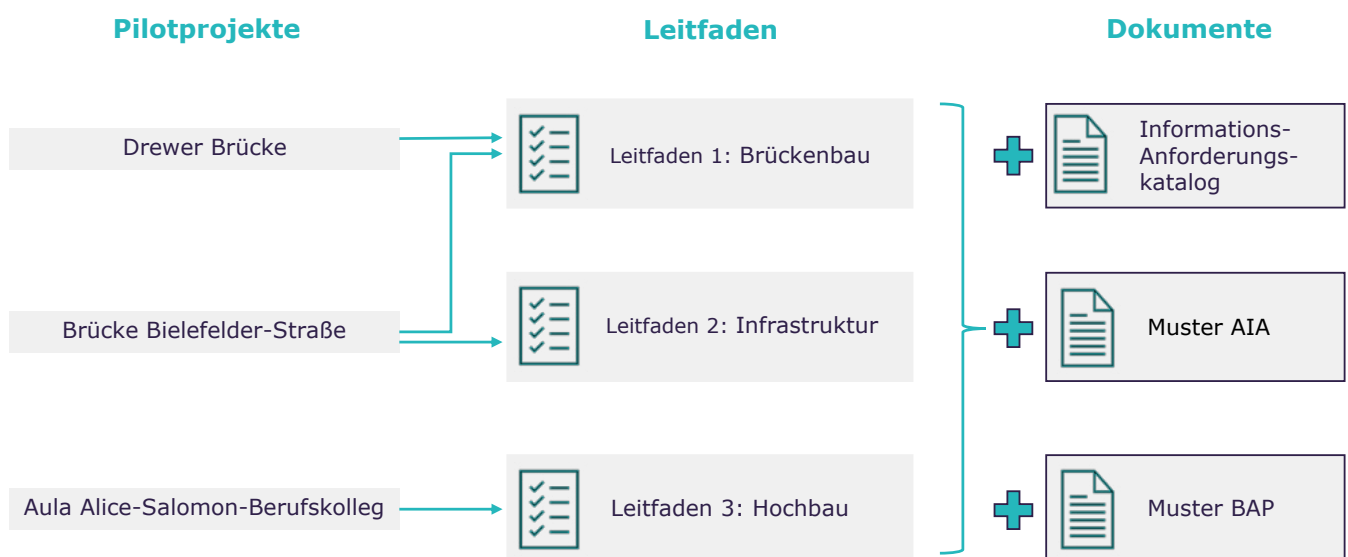 Pilotprojekte
Leitfaden
Dokumente
Drewer Brücke
Leitfaden 1: Brückenbau
Informations-
Anforderungs-
katalog
Brücke Bielefelder-Straße
Leitfaden 2: Infrastruktur
Muster AIA
Aula Alice-Salomon-Berufskolleg
Leitfaden 3: Hochbau
Muster BAP